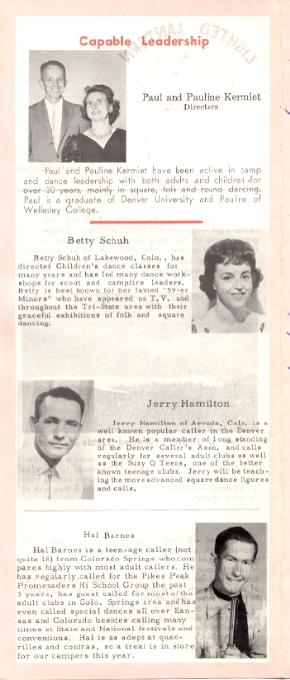 LIGHTED LANTERN
Capable Leadership
Paul and Pauline Kermiet
Directors
Paul and Pauline Kermiet have been active in camp
and dance leadership with both adults and children for
over 20 years, mainly in square, folk and round dancing.
Paul is a graduate of Denver University and Pauline of
Wellesley College.
Betty Schuh
Betty Schuh of Lakewood, Colo., has
directed Children's dance classes for
many years and has led many dance work-
shops for scout and campfire leaders.
Betty is best known for her famed "59-er
Minors" who have appeared on T.V. and
throughout the Tri-State area with their
graceful exhibitions of folk and square
dancing.
Jerry Hamilton
Jerry Hamilton of Arvada, Colo. is a
well known popular caller in the Denver
area. He is a member of long standing
of the Denver Caller's Assn. and calls
regularly for several adult clubs as well
as the Suzy Q Teens, one of the better
known teenage clubs. Jerry will be teach-
ing the more advanced square dance figures
and calls.
Hal Barnes
Hal Barnes is a teen-age caller (not
quite 18) from Colorado Springs who com
pares highly with most adult callers. He
has regularly called for the Pikes Peak
Promenaders Hi School Group the past
3 years, has guest called for most of the
adult clubs in Colo. Springs area and has
even called special dances all over Kan-
sas and Colorado besides calling many
times at State and National festivals and
conventions. Hal is as adept at quad-
rilles and contras, so a treat is in store
for our campers this year.